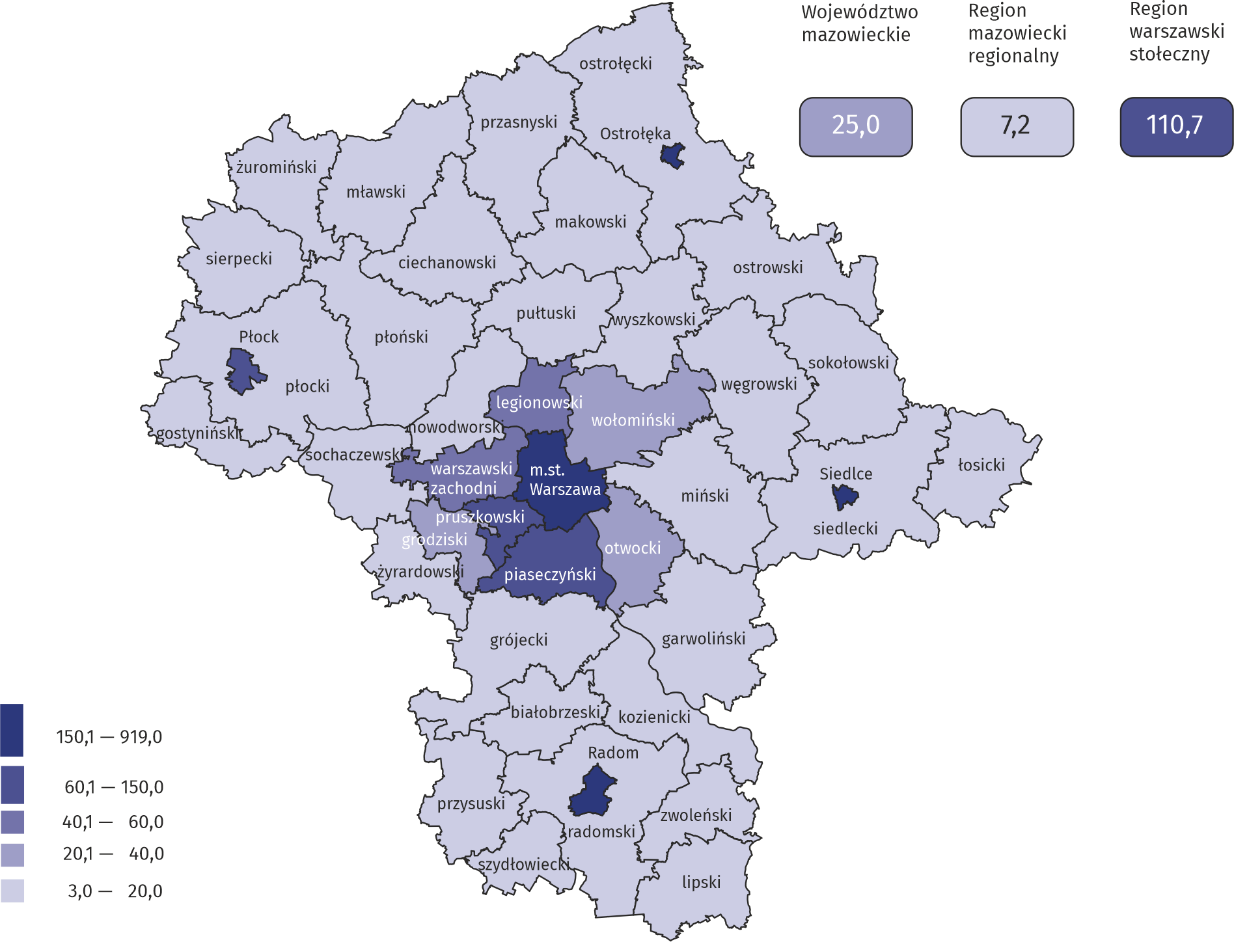 Województwo
mazowieckie
Region
mazowiecki
regionalny
Region
warszawski
stołeczny
25,0
7,2
110,7
ostrołęcki
przasnyski
Ostrołęka
żuromiński
mławski
makowski
sierpecki
ciechanowski
ostrowski
pułtuski
wyszkowski
Płock
płoński
płocki
sokołowski
węgrowski
legionowski
wołomiński
gostyniński
nowodworski
sochaczewski
warszawski
zachodni
m.st.
Warszawa
łosicki
Siedlce
miński
siedlecki
pruszkowski
grodziski
otwocki
żyrardowski
piaseczyński
grójecki
garwoliński
białobrzeski
kozienicki
Radom
przysuski
zwoleński
radomski
szydłowiecki
lipski
150,1 — 919,0
60,1 — 150,0
40,1 — 60,0
20,1 — 40,0
3,0 — 20,0